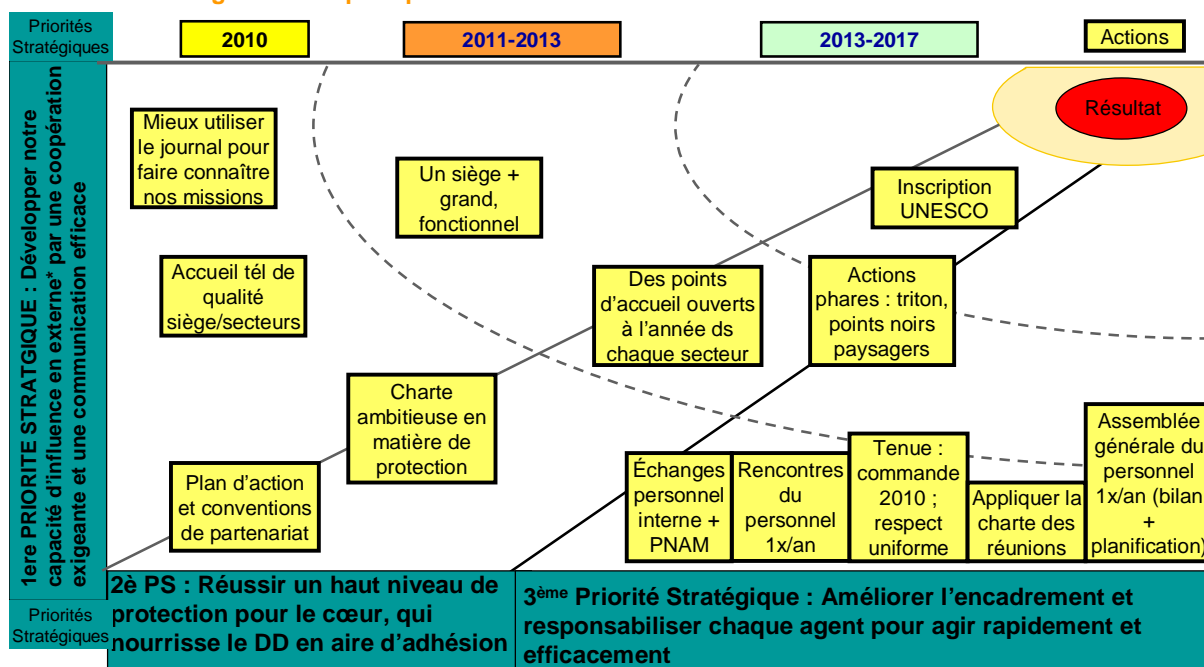 Priorités
Stratégiques
2010
2011-2013
2013-2017
Actions
1ere PRIORITE STRATGIQUE : Développer notre
capacité d'influence en externe* par une coopération
exigeante et une communication efficace
Mieux utiliser
le journal pour
faire connaître
nos missions
Un siège +
grand,
fonctionnel
Résultat
Inscription
UNESCO
Accueil tél de
qualité
siège/secteurs
Des points
d'accueil ouverts
à l'année ds
chaque secteur
Actions
phares : triton,
points noirs
paysagers
Charte
ambitieuse en
matière de
protection
Plan d'action
et conventions
de partenariat
Échanges
personnel
interne +
PNAM
Rencontres
du
personnel
1x/an
Tenue :
commande
2010 ;
respect
uniforme
Appliquer la
charte des
réunions
Assemblée
générale du
personnel
1x/an (bilan
+
planification)
Priorités
Stratégiques
2è PS : Réussir un haut niveau de
protection pour le cœur, qui
nourrisse le DD en aire d'adhésion
3ème Priorité Stratégique : Améliorer l'encadrement et
responsabiliser chaque agent pour agir rapidement et
efficacement